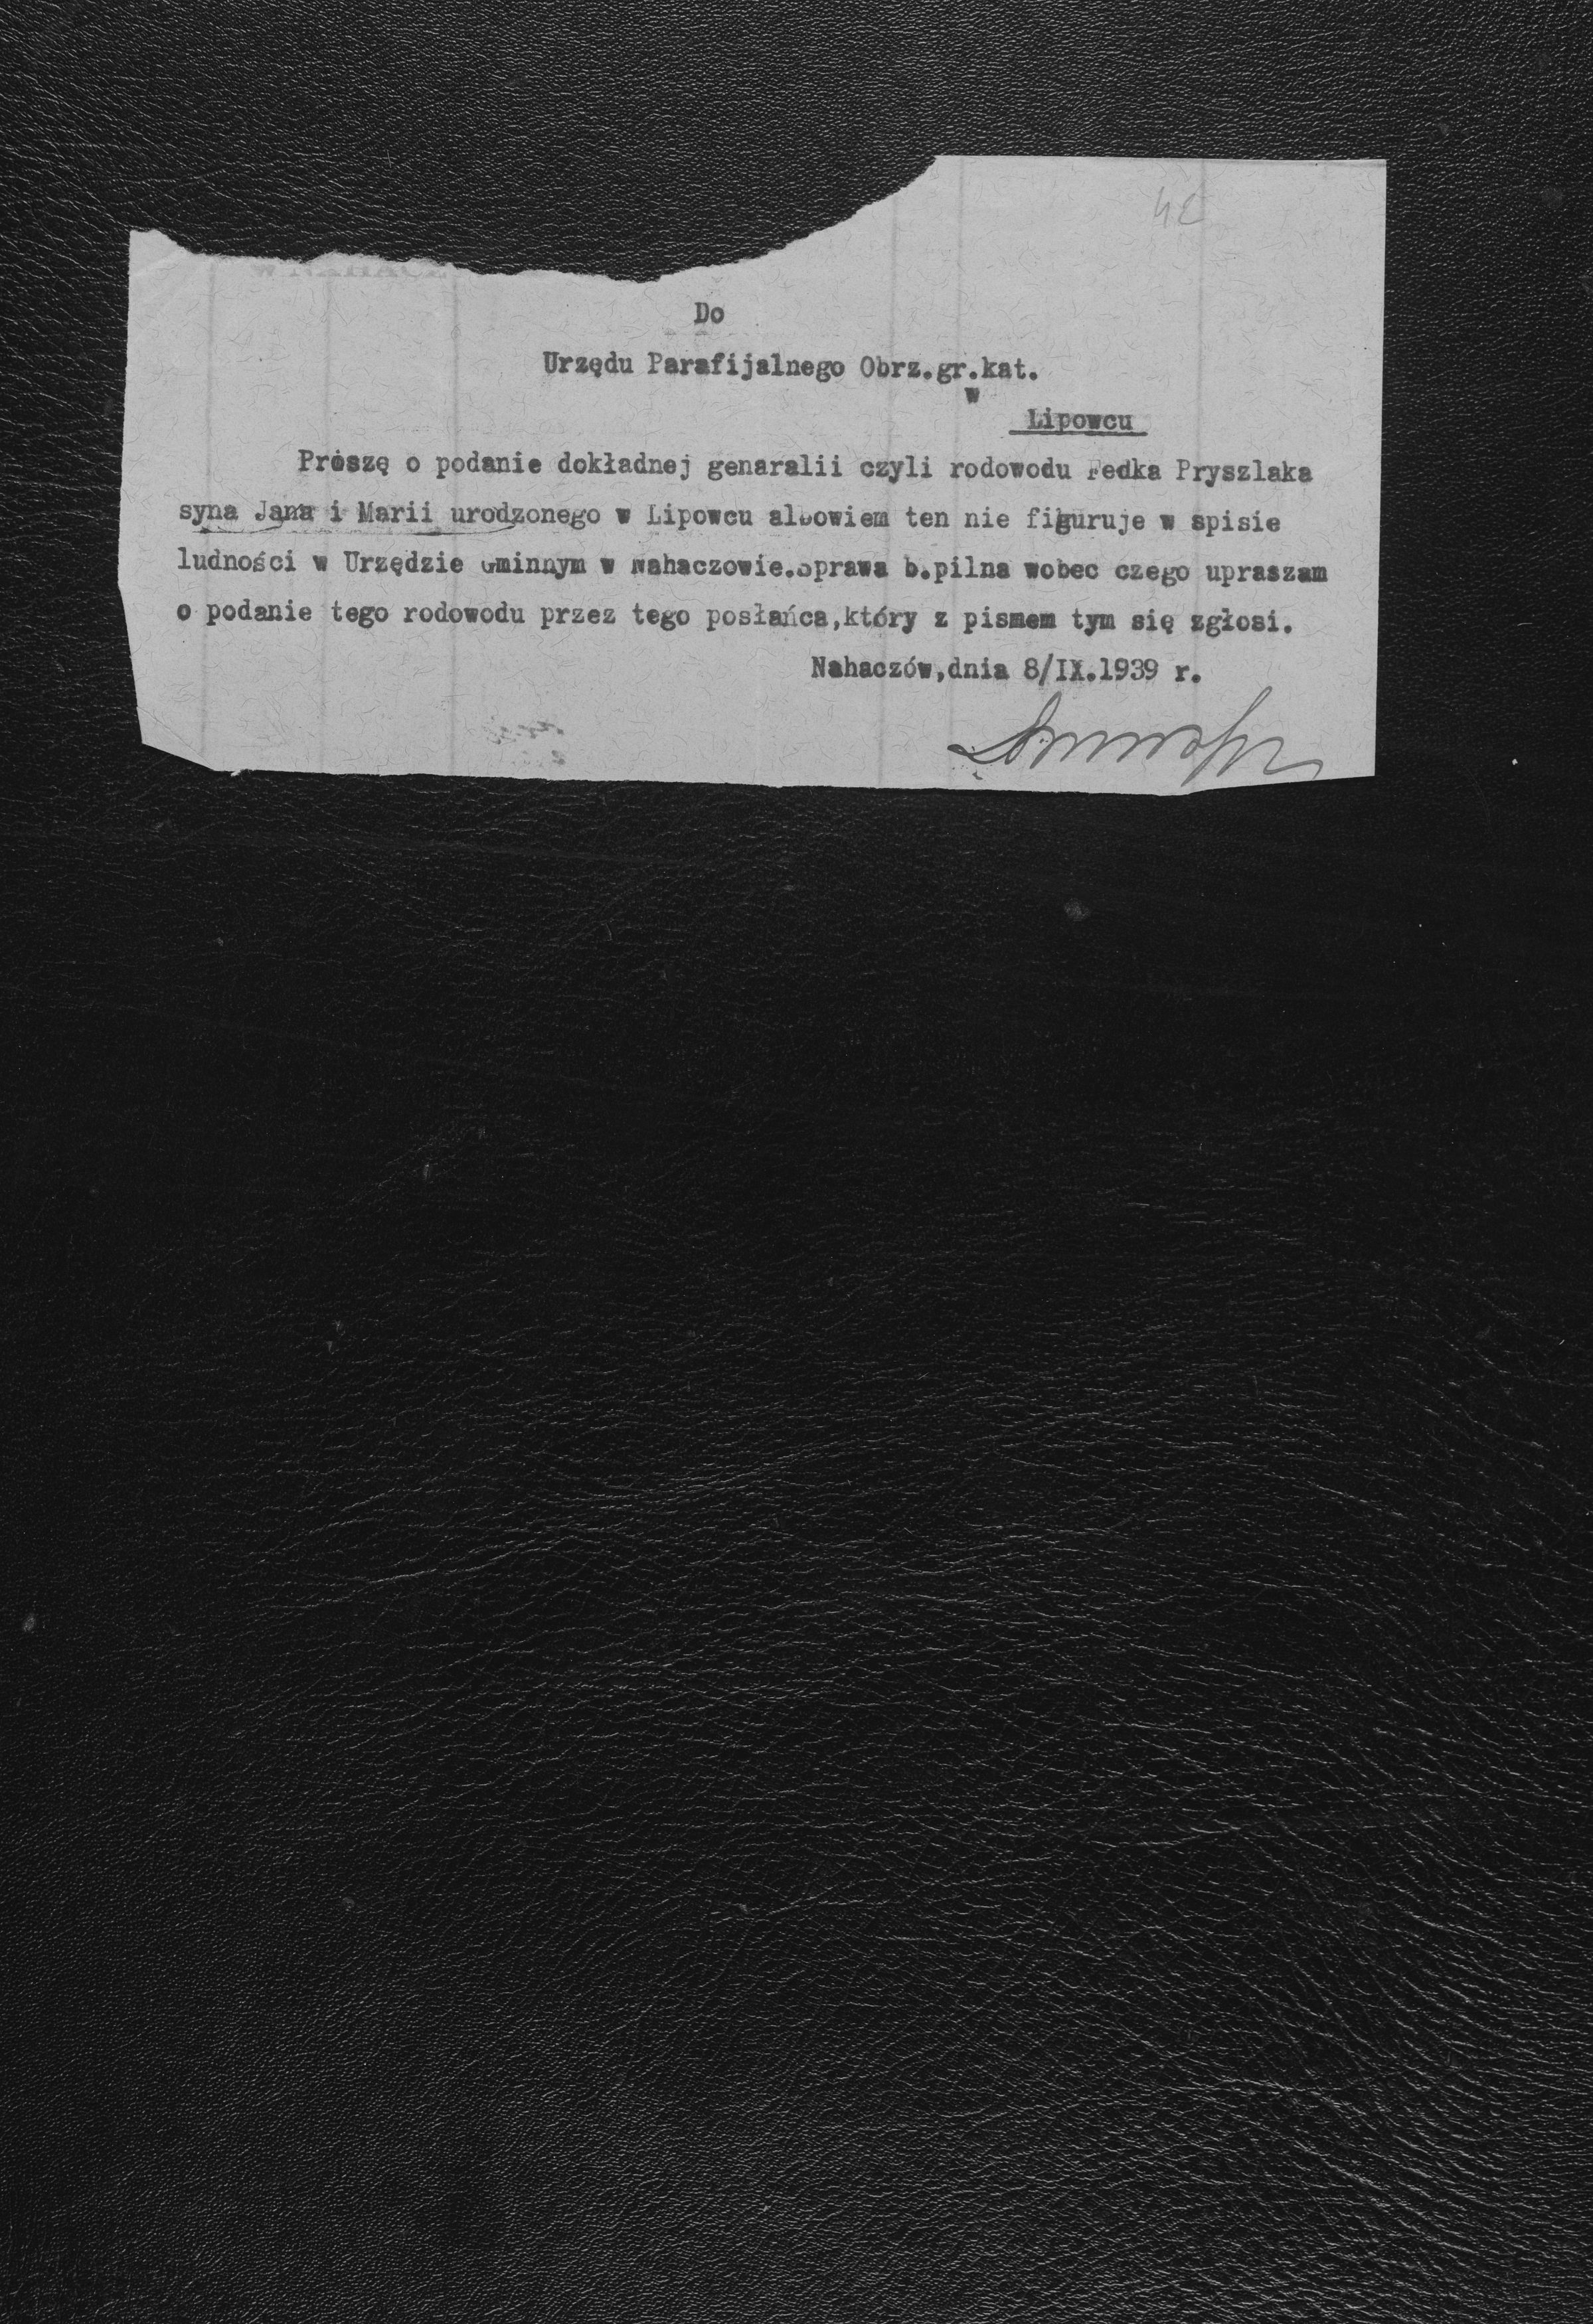 42
Do
Urzędu Parafijalnego Obrz.gr.kat.
w
Lipowcu
Proszę o podanie dokładnej genaralii czyli rodowodu Fedka Pryszlaka
syna Jana i Marii urodzonego w Lipowcu albowiem ten nie figuruje w spisie
ludności w Urzędzie Gminnym w Nahaczowie.Sprawa b.pilna wobec czego upraszam
o podanie tego rodowodu przez tego posłańca,który z pismem tym się zgłosi.
Nahaczów,dnia 8/IX.1939 r.